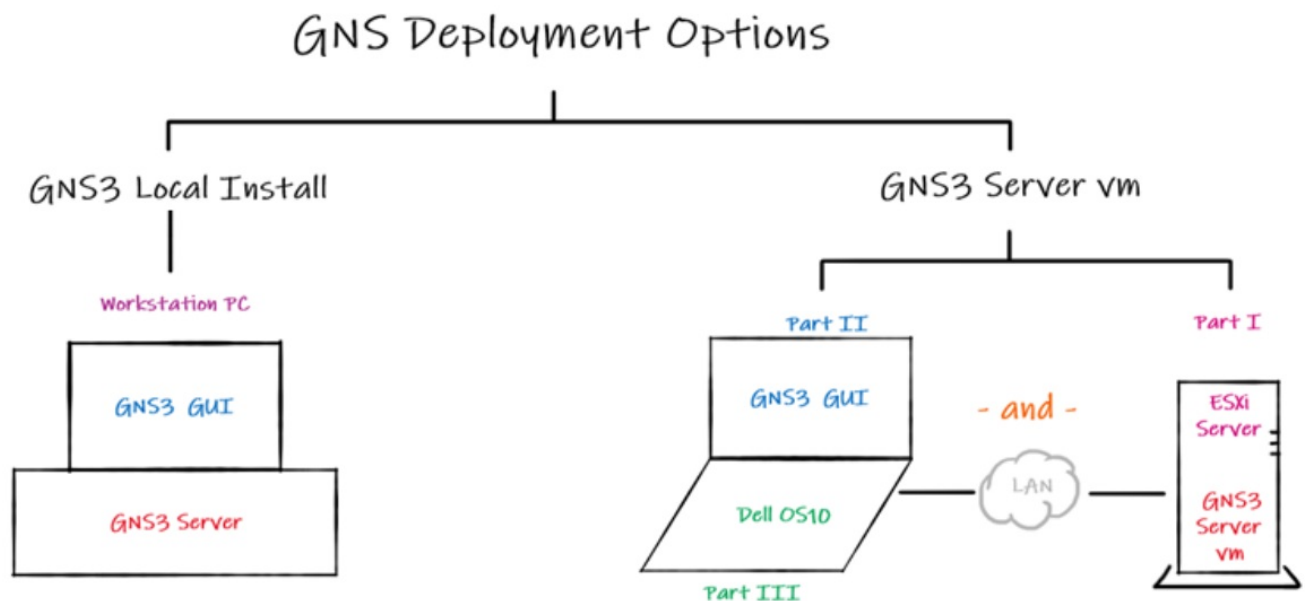 GNS Deployment Options
GNS3 Local Install
GNS3 Server vm
Workstation PC
GNS3 GUI
GNS3 Server
Part II
GNS3 GUI
Dell OS10
Part III
- and -
LAN
Part I
ESXi
Server
GNS3
Server
vm